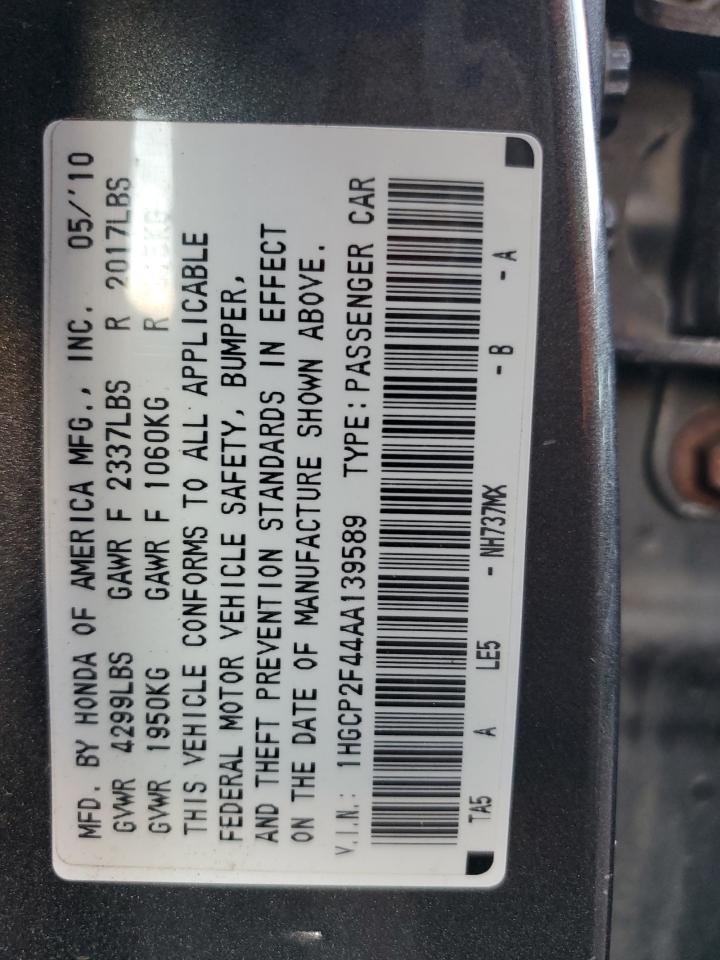 MFD. BY HONDA OF AMERICA MFG., INC. 05/'10
GVWR 4299LBS GAWR F 2337LBS R 2017LBS
GVWR 1950KG GAWR F 1060KG R
THIS VEHICLE CONFORMS TO ALL APPLICABLE
FEDERAL MOTOR VEHICLE SAFETY, BUMPER,
AND THEFT PREVENTION STANDARDS IN EFFECT
ON THE DATE OF MANUFACTURE SHOWN ABOVE.
V.I.N.: 1HGCP2F44AA139589 TYPE: PASSENGER CAR
TA5 A LE5 - NH737MX - B - A